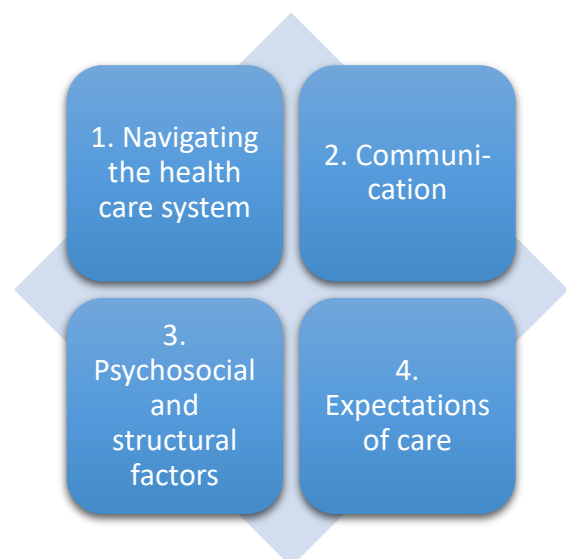 1. Navigating
the health
care system
2. Communi-
cation
3.
Psychosocial
and
structural
factors
4.
Expectations
of care